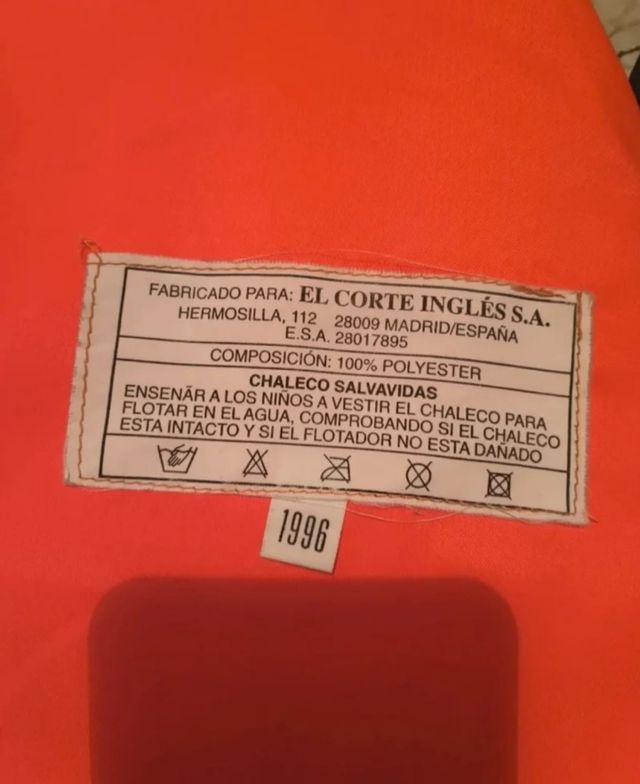 FABRICADO PARA: EL CORTE INGLÉS S.A.
HERMOSILLA, 112 28009 MADRID/ESPAÑA
E.S.A. 28017895
COMPOSICIÓN: 100% POLYESTER
CHALECO SALVAVIDAS
ENSENÃR A LOS NIÑOS A VESTIR EL CHALECO PARA
FLOTAR EN EL AGUA, COMPROBANDO SI EL CHALECO
ESTA INTACTO Y SI EL FLOTADOR NO ESTA DAÑADO
1996